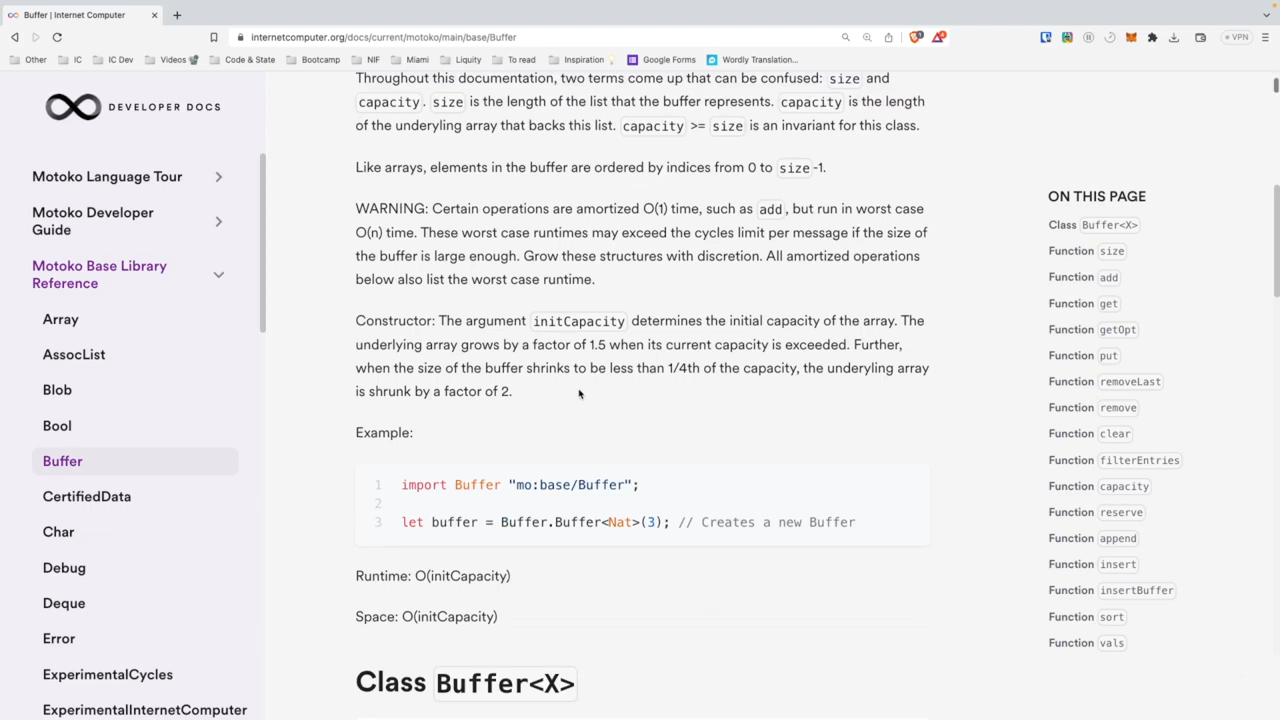 Buffer | Internet Computer
internetcomputer.org/docs/current/motoko/main/base/Buffer
VPN
Other
IC
IC Dev
Videos
Code & State
Bootcamp
NIF
Miami
Liquity
To read
Inspiration
Google Forms
Wordly Translation...
DEVELOPER DOCS
Motoko Language Tour
Motoko Developer
Guide
Motoko Base Library
Reference
Array
AssocList
Blob
Bool
Buffer
CertifiedData
Char
Debug
Deque
Error
ExperimentalCycles
ExperimentalInternetComputer
Throughout this documentation, two terms come up that can be confused: size and
capacity. size is the length of the list that the buffer represents. capacity is the length
of the underyling array that backs this list. capacity >= size is an invariant for this class.
Like arrays, elements in the buffer are ordered by indices from 0 to size-1.
WARNING: Certain operations are amortized O(1) time, such as add, but run in worst case
O(n) time. These worst case runtimes may exceed the cycles limit per message if the size of
the buffer is large enough. Grow these structures with discretion. All amortized operations
below also list the worst case runtime.
Constructor: The argument initCapacity determines the initial capacity of the array. The
underlying array grows by a factor of 1.5 when its current capacity is exceeded. Further,
when the size of the buffer shrinks to be less than 1/4th of the capacity, the underyling array
is shrunk by a factor of 2.
Example:
1 import Buffer "mo:base/Buffer";
2
3 let buffer = Buffer.Buffer<Nat>(3); // Creates a new Buffer
Runtime: O(initCapacity)
Space: O(initCapacity)
Class Buffer<X>
ON THIS PAGE
Class Buffer<X>
Function size
Function add
Function get
Function getOpt
Function put
Function removeLast
Function remove
Function clear
Function filterEntries
Function capacity
Function reserve
Function append
Function insert
Function insertBuffer
Function sort
Function vals